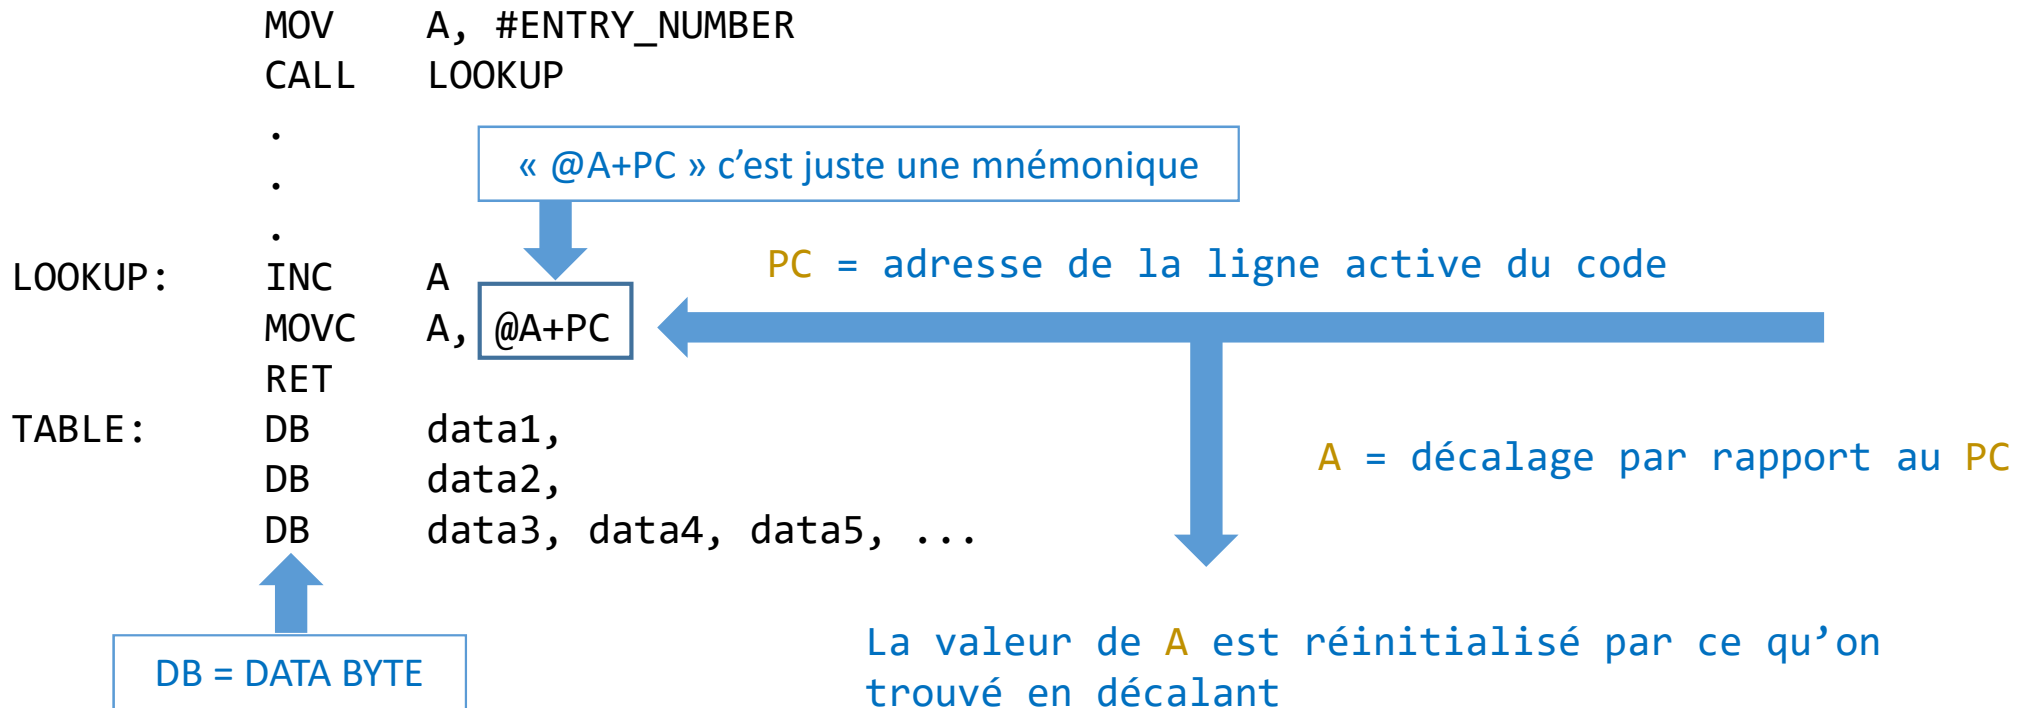 MOV A, #ENTRY_NUMBER
CALL LOOKUP
.
« @A+PC » c’est juste une mnémonique
.
.
PC = adresse de la ligne active du code
LOOKUP: INC A
MOVC A, @A+PC
RET
TABLE: DB data1,
A = décalage par rapport au PC
DB data2,
DB data3, data4, data5, ...
La valeur de A est réinitialisé par ce qu’on
trouvé en décalant
DB = DATA BYTE